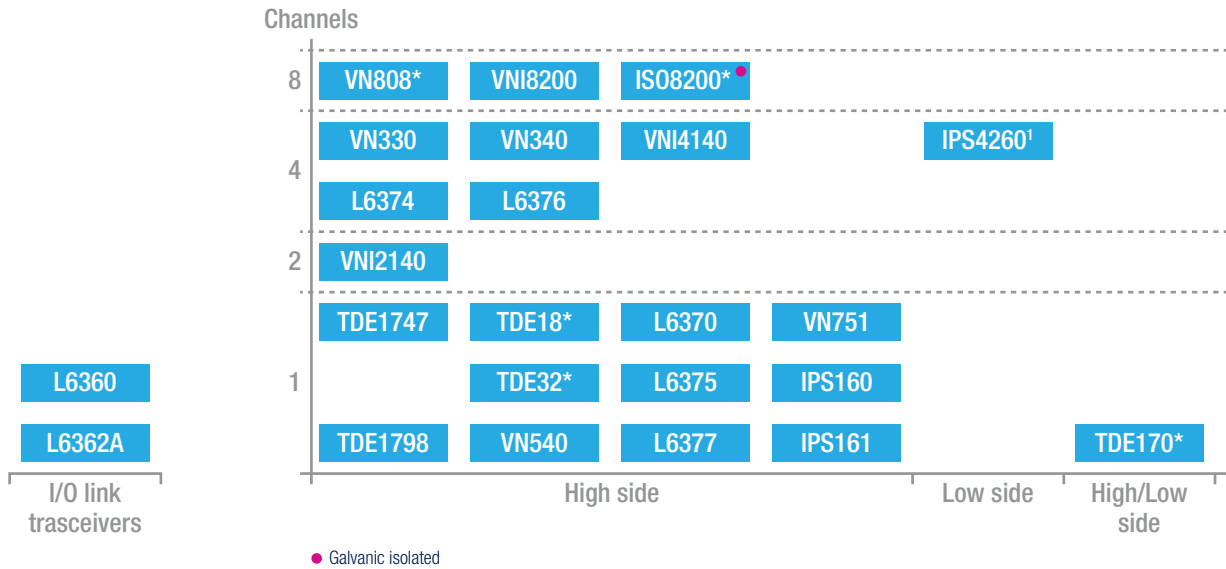 Channels
8
VN808*
VNI8200
ISO8200*
4
VN330
VN340
VNI4140
IPS4260¹
L6374
L6376
2
VNI2140
1
TDE1747
TDE18*
L6370
VN751
L6360
TDE32*
L6375
IPS160
L6362A
TDE1798
VN540
L6377
IPS161
TDE170*
I/O link
trasceivers
High side
Low side
High/Low
side
Galvanic isolated